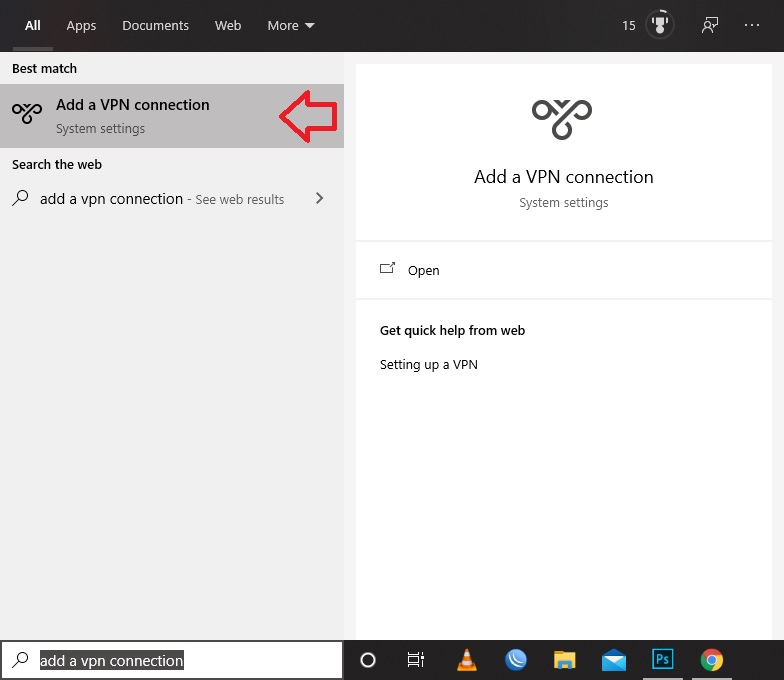 All Apps Documents Web More 15 ...
Best match
Add a VPN connection
System settings
Search the web
add a vpn connection - See web results
Add a VPN connection
System settings
Open
Get quick help from web
Setting up a VPN
add a vpn connection
Ps